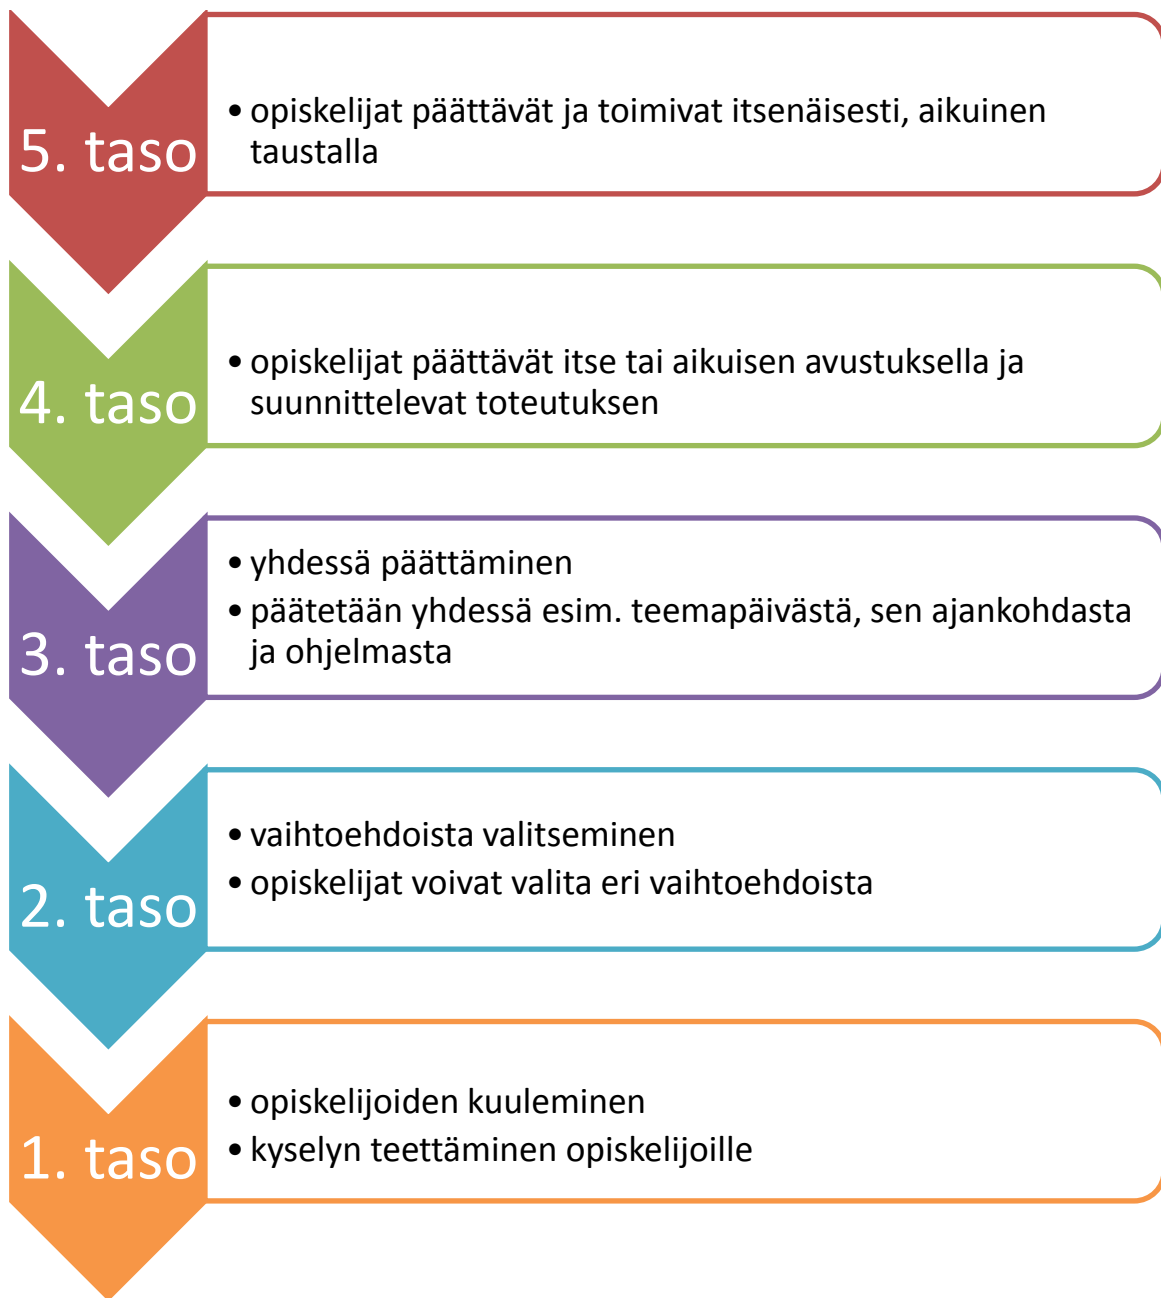 5. taso
• opiskelijat päättävät ja toimivat itsenäisesti, aikuinen
taustalla
4. taso
• opiskelijat päättävät itse tai aikuisen avustuksella ja
suunnittelevat toteutuksen
3. taso
• yhdessä päättäminen
• päätetään yhdessä esim. teemapäivästä, sen ajankohdasta
ja ohjelmasta
2. taso
• vaihtoehdoista valitseminen
• opiskelijat voivat valita eri vaihtoehdoista
1. taso
• opiskelijoiden kuuleminen
• kyselyn teettäminen opiskelijoille